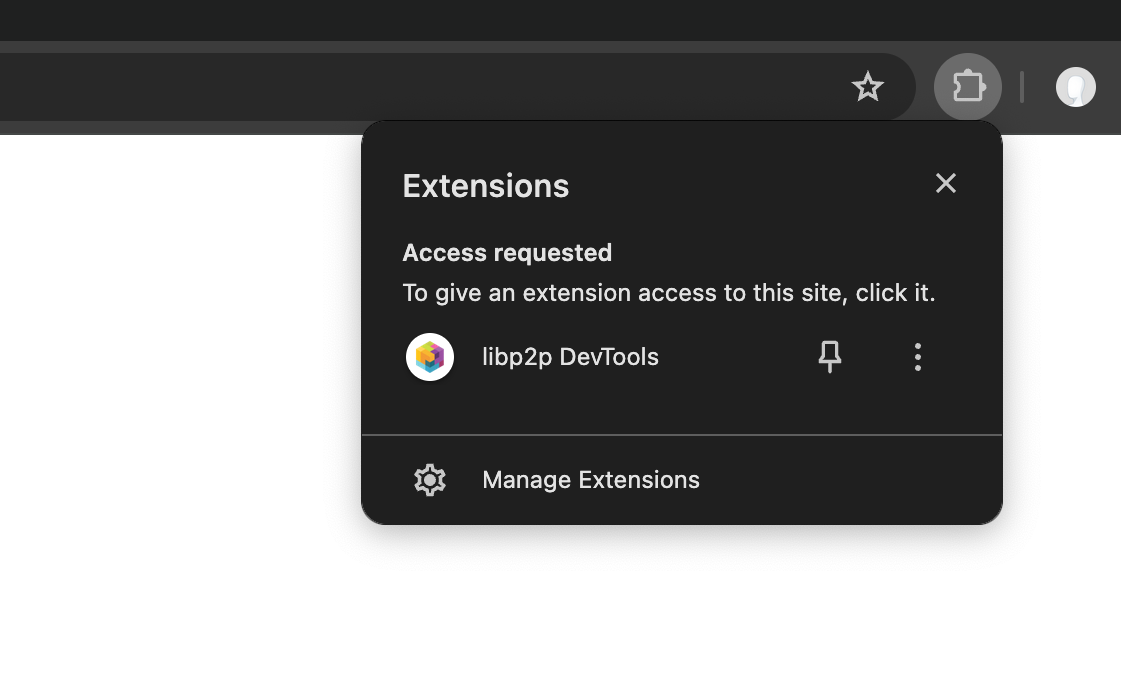 Extensions
Access requested
To give an extension access to this site, click it.
libp2p DevTools
Manage Extensions